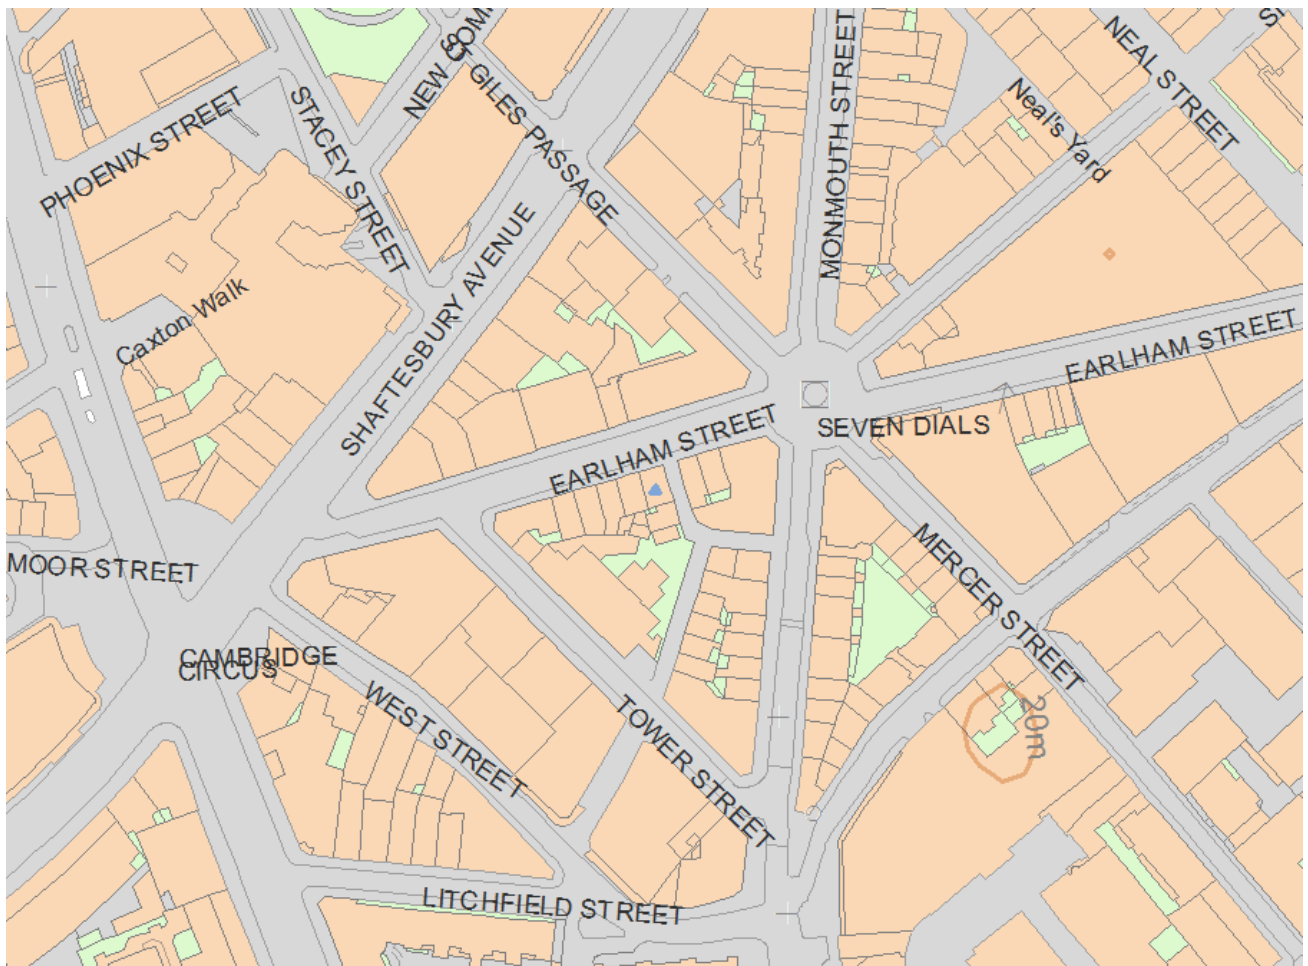 NEW COMP
ST GILES PASSAGE
MONMOUTH STREET
NEAL STREET
PHOENIX STREET
STACEY STREET
Neal's Yard
SHAFTESBURY AVENUE
Caxton Walk
EARLHAM STREET
SEVEN DIALS
EARLHAM STREET
MOOR STREET
MERCER STREET
CAMBRIDGE
CIRCUS
WEST STREET
TOWER STREET
20m
LITCHFIELD STREET